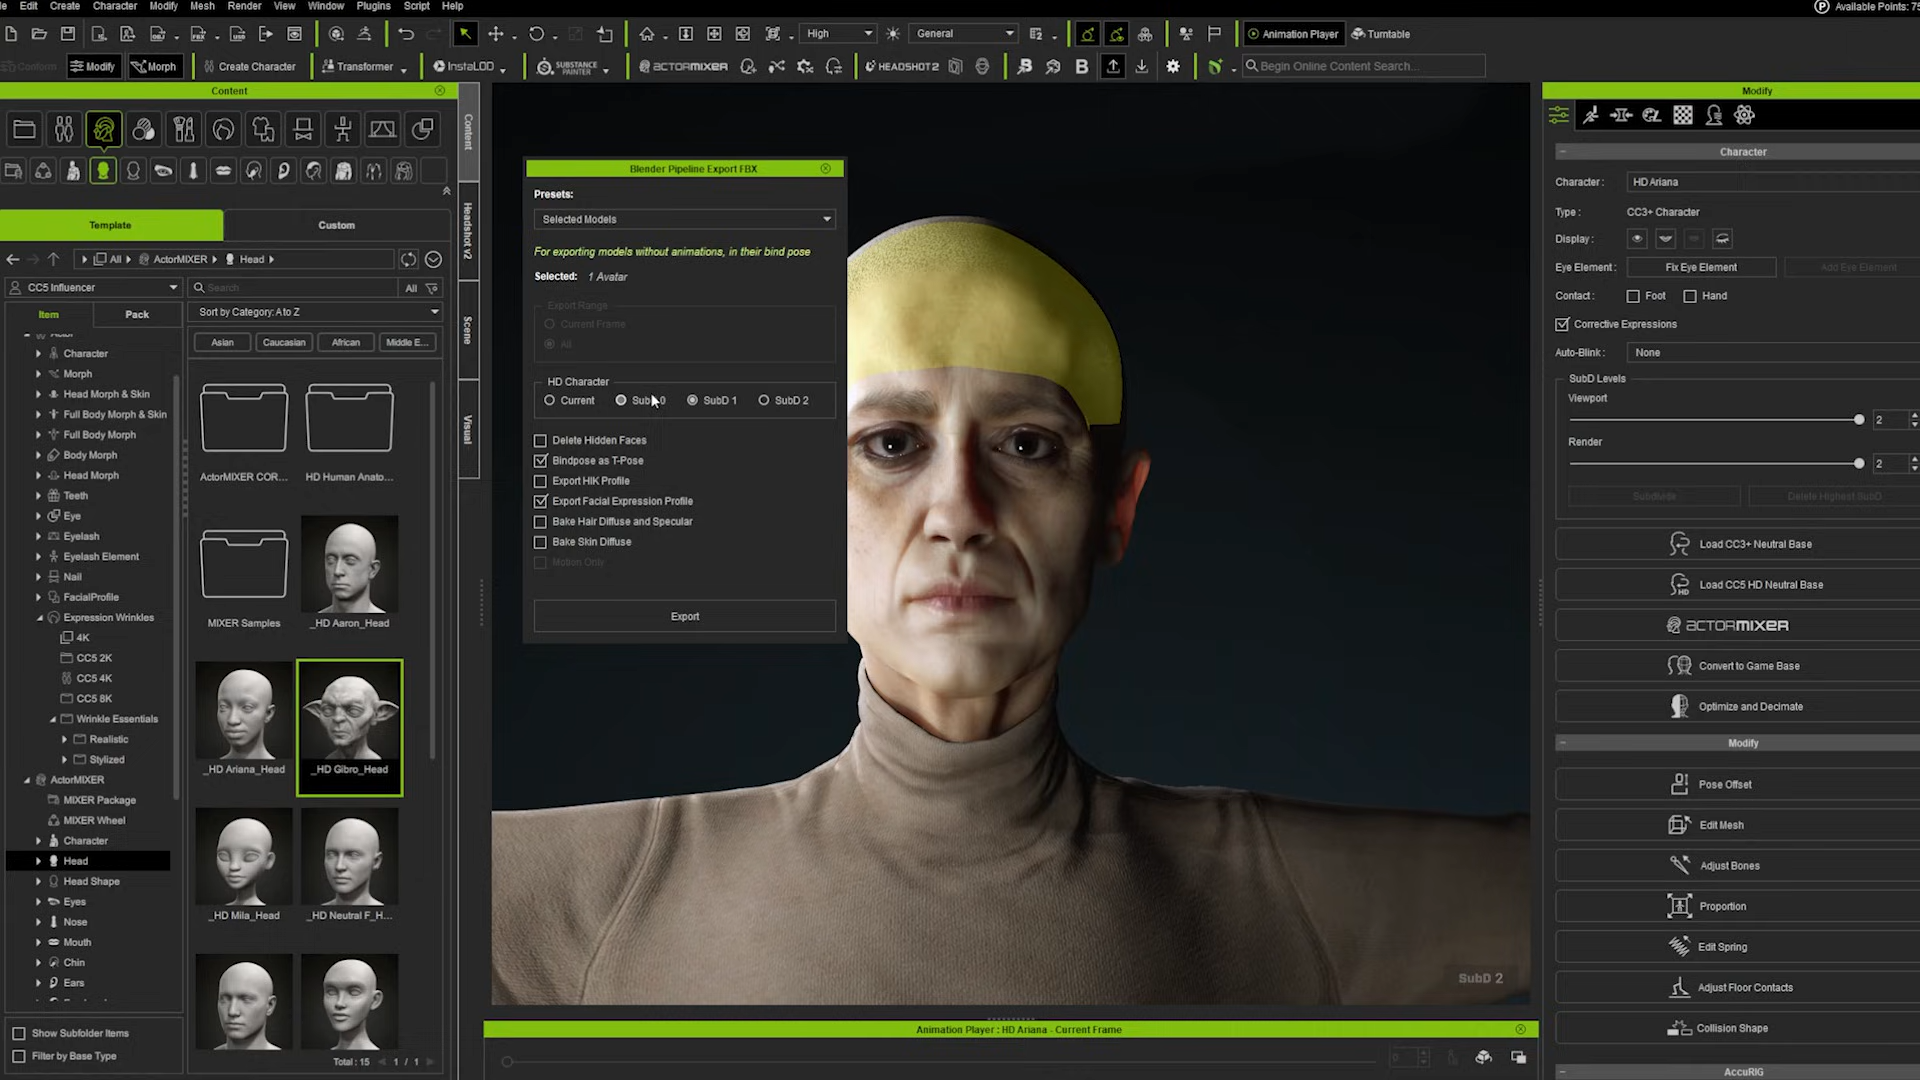 Edit Create Character Modify Mesh Render View Window Plugins Script Help
Available Points: 75
High General Animation Player Turntable
Conform Modify Morph Create Character Transformer InstaLOD SUBSTANCE PAINTER ACTORMIXER HEADSHOT2 Begin Online Content Search...
Content
Template Custom
All ActorMIXER Head
CC5 Influencer
Search All
Item Pack
Sort by Category: A to Z
Asian Caucasian African Middle E...
Actor
Character
Morph
Head Morph & Skin
Full Body Morph & Skin
Full Body Morph
Body Morph
Head Morph
Teeth
Eye
Eyelash
Eyelash Element
Nail
FacialProfile
Expression Wrinkles
4K
CC5 2K
CC5 4K
CC5 8K
Wrinkle Essentials
Realistic
Stylized
ActorMIXER
MIXER Package
MIXER Wheel
Character
Head
Head Shape
Eyes
Nose
Mouth
Chin
Ears
Show Subfolder Items
Filter by Base Type
ActorMIXER COR... HD Human Anato...
MIXER Samples _HD Aaron_Head
_HD Ariana_Head _HD Gibro_Head
_HD Mila_Head _HD Neutral F_H...
Total : 15 1 / 1
Content
Headshot v2
Scene
Visual
Blender Pipeline Export FBX
Presets:
Selected Models
For exporting models without animations, in their bind pose
Selected: 1 Avatar
Export Range
Current Frame
All
HD Character
Current SubD 0 SubD 1 SubD 2
Delete Hidden Faces
Bindpose as T-Pose
Export HIK Profile
Export Facial Expression Profile
Bake Hair Diffuse and Specular
Bake Skin Diffuse
Motion Only
Export
SubD 2
Animation Player : HD Ariana - Current Frame
0
Modify
Character
Character : HD Ariana
Type : CC3+ Character
Display :
Eye Element : Fix Eye Element Add Eye Element
Contact : Foot Hand
Corrective Expressions
Auto-Blink : None
SubD Levels
Viewport
2
Render
2
Subdivide Delete Highest SubD
Load CC3+ Neutral Base
Load CC5 HD Neutral Base
ACTORMIXER
Convert to Game Base
Optimize and Decimate
Modify
Pose Offset
Edit Mesh
Adjust Bones
Proportion
Edit Spring
Adjust Floor Contacts
Collision Shape
AccuRIG